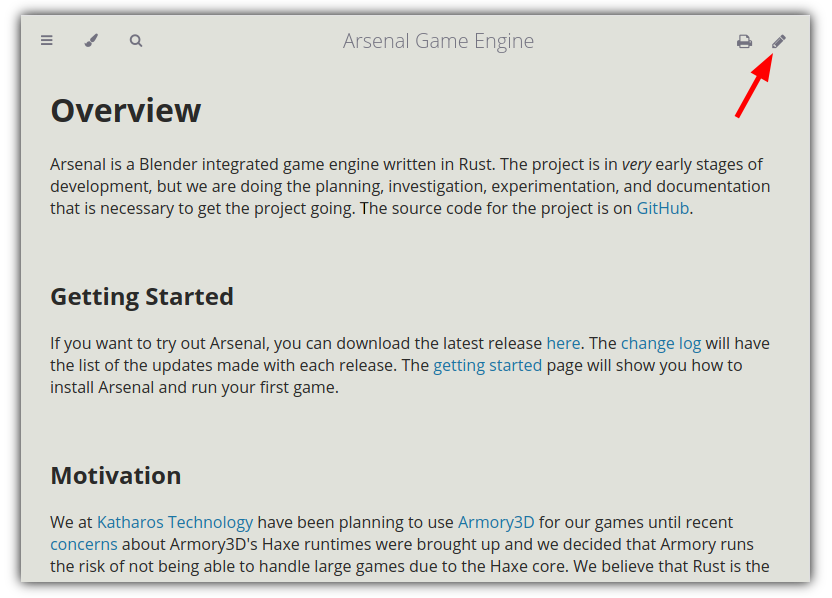 Arsenal Game Engine
Overview
Arsenal is a Blender integrated game engine written in Rust. The project is in very early stages of
development, but we are doing the planning, investigation, experimentation, and documentation
that is necessary to get the project going. The source code for the project is on GitHub.
Getting Started
If you want to try out Arsenal, you can download the latest release here. The change log will have
the list of the updates made with each release. The getting started page will show you how to
install Arsenal and run your first game.
Motivation
We at Katharos Technology have been planning to use Armory3D for our games until recent
concerns about Armory3D's Haxe runtimes were brought up and we decided that Armory runs
the risk of not being able to handle large games due to the Haxe core. We believe that Rust is the